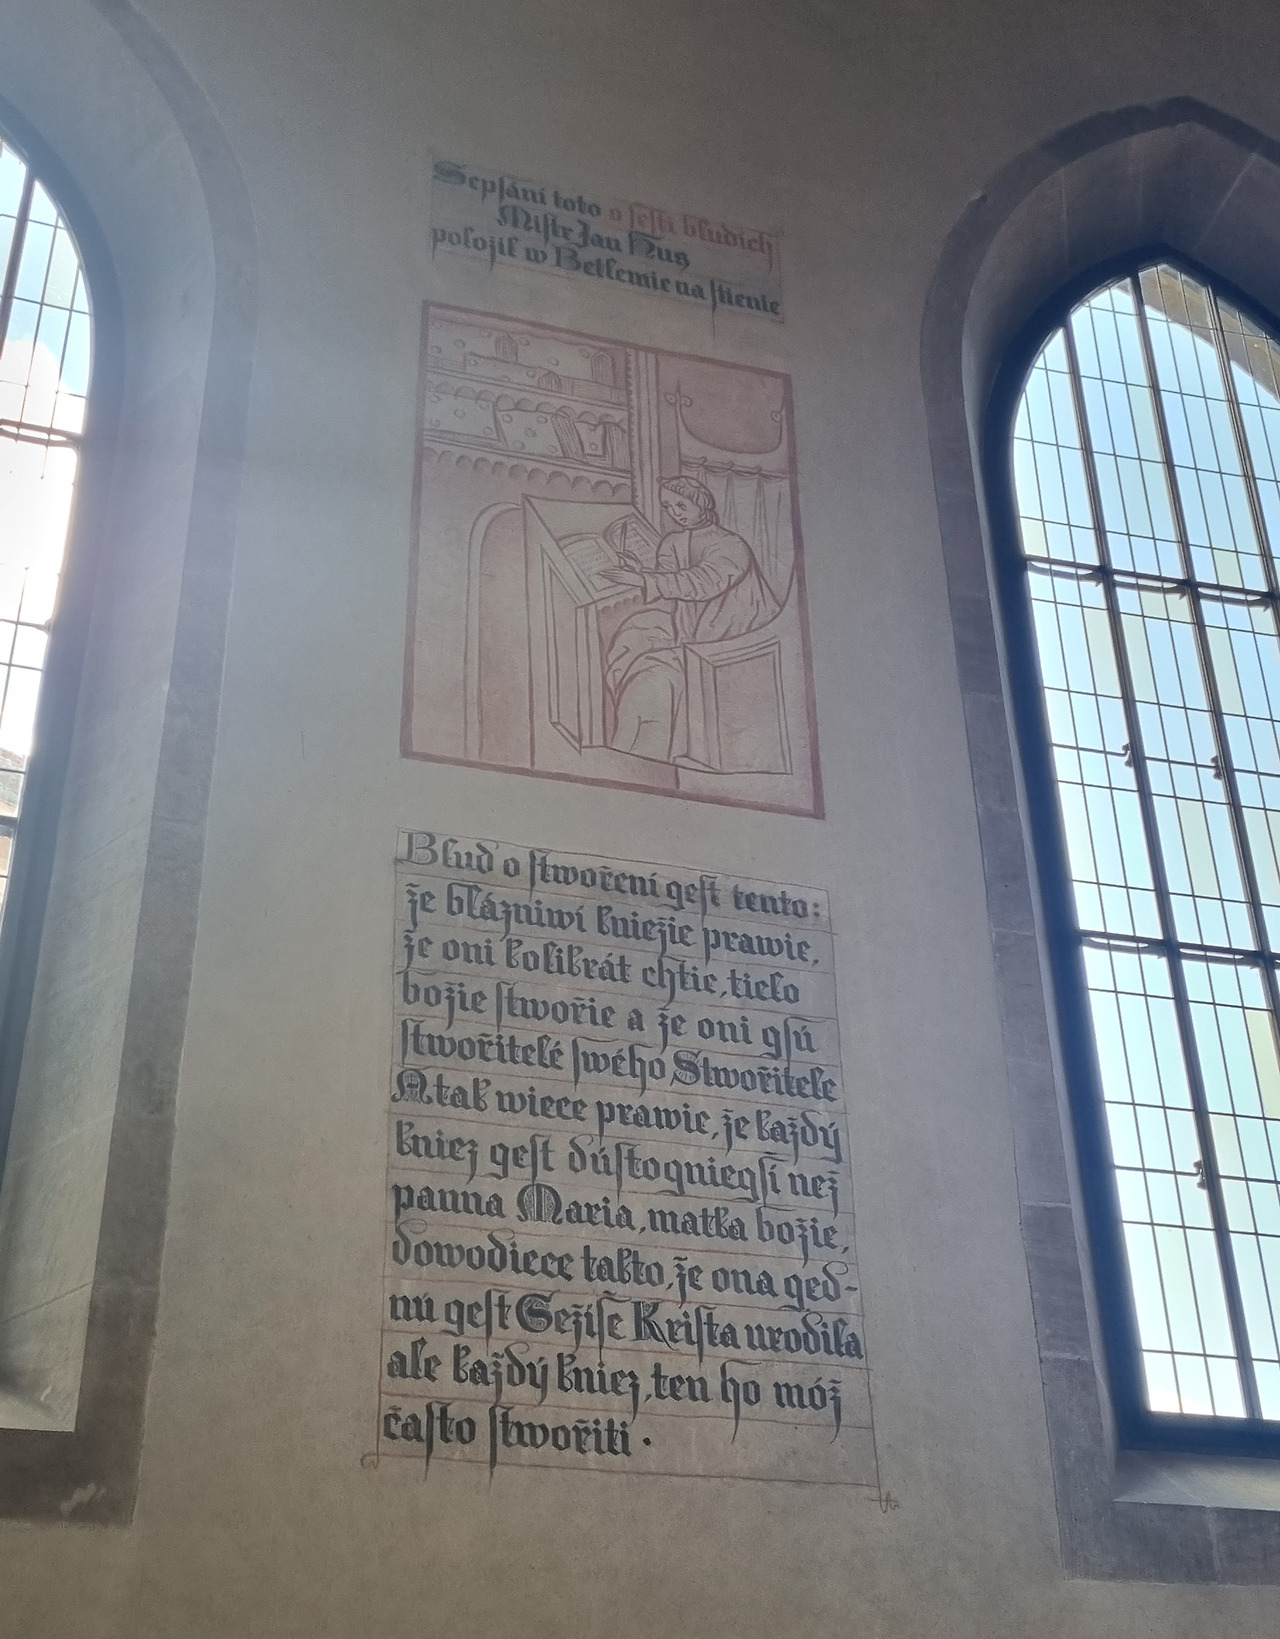 Sepsání toto o šesti bludiech
Mistr Jan Hus
položil w Betlemie na stienie
Blud o stwoření gest tento:
že blázniwí kniežie prawie,
že oni kolikrát chtie, tielo
božie stwořie a že oni gsú
stwořitelé swého Stwořitele
A tak wiece prawie, že každý
kniez gest dústogniegší než
panna Maria, matka božie,
dowodiece takto, že ona ged-
nú gest Gežíše Krista urodila
ale každý kniez, ten ho móž
často stwořiti ·